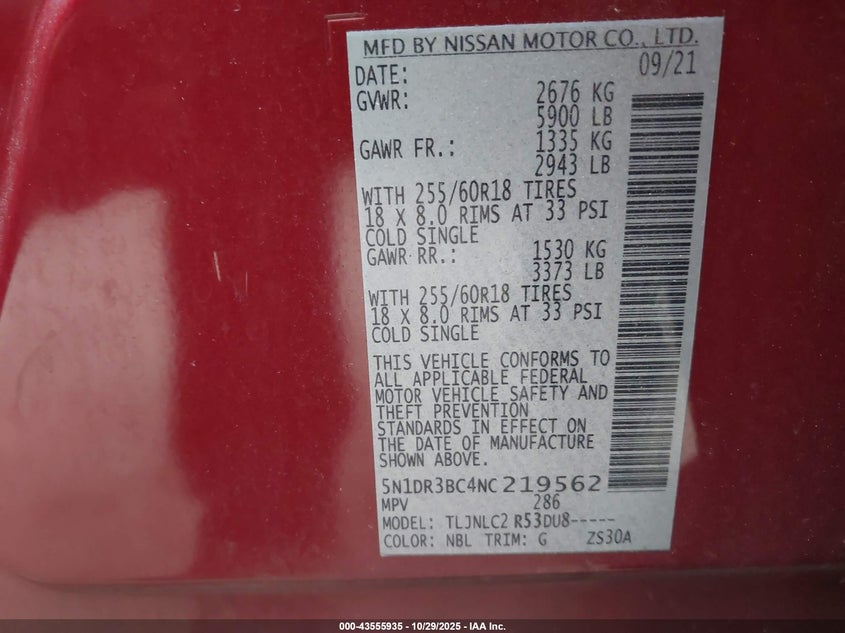 MFD BY NISSAN MOTOR CO., LTD.
DATE: 09/21
GVWR: 2676 KG
5900 LB
GAWR FR.: 1335 KG
2943 LB
WITH 255/60R18 TIRES
18 X 8.0 RIMS AT 33 PSI
COLD SINGLE
GAWR RR.: 1530 KG
3373 LB
WITH 255/60R18 TIRES
18 X 8.0 RIMS AT 33 PSI
COLD SINGLE
THIS VEHICLE CONFORMS TO
ALL APPLICABLE FEDERAL
MOTOR VEHICLE SAFETY AND
THEFT PREVENTION
STANDARDS IN EFFECT ON
THE DATE OF MANUFACTURE
SHOWN ABOVE.
5N1DR3BC4NC219562
MPV 286
MODEL: TLJNLC2 R53DU8-----
COLOR: NBL TRIM: G ZS30A
000-43555935 - 10/29/2025 - IAA Inc.